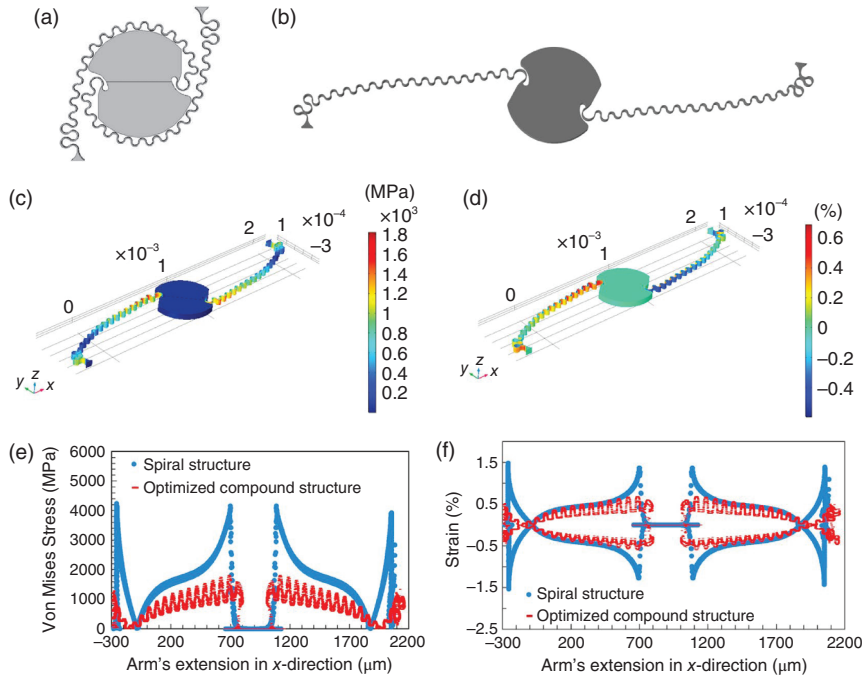 (a)
(b)
(c)
(MPa)
×10³
1.8
1.6
1.4
1.2
1
0.8
0.6
0.4
0.2
0
×10⁻³
1
2
1
×10⁻⁴
−3
y z x
(d)
(%)
0.6
0.4
0.2
0
−0.2
−0.4
0
×10⁻³
1
2
1
×10⁻⁴
−3
y z x
(e)
Von Mises Stress (MPa)
6000
5000
4000
3000
2000
1000
0
Spiral structure
Optimized compound structure
−300 200 700 1200 1700 2200
Arm's extension in x-direction (μm)
(f)
Strain (%)
1.5
0.5
−0.5
−1.5
−2.5
Spiral structure
Optimized compound structure
−300 200 700 1200 1700 2200
Arm's extension in x-direction (μm)